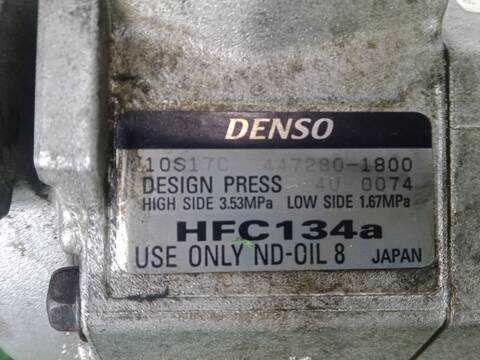 DENSO
10S17C 447280-1800
DESIGN PRESS 4U 0074
HIGH SIDE 3.53MPa LOW SIDE 1.67MPa
HFC134a
USE ONLY ND-OIL 8 JAPAN